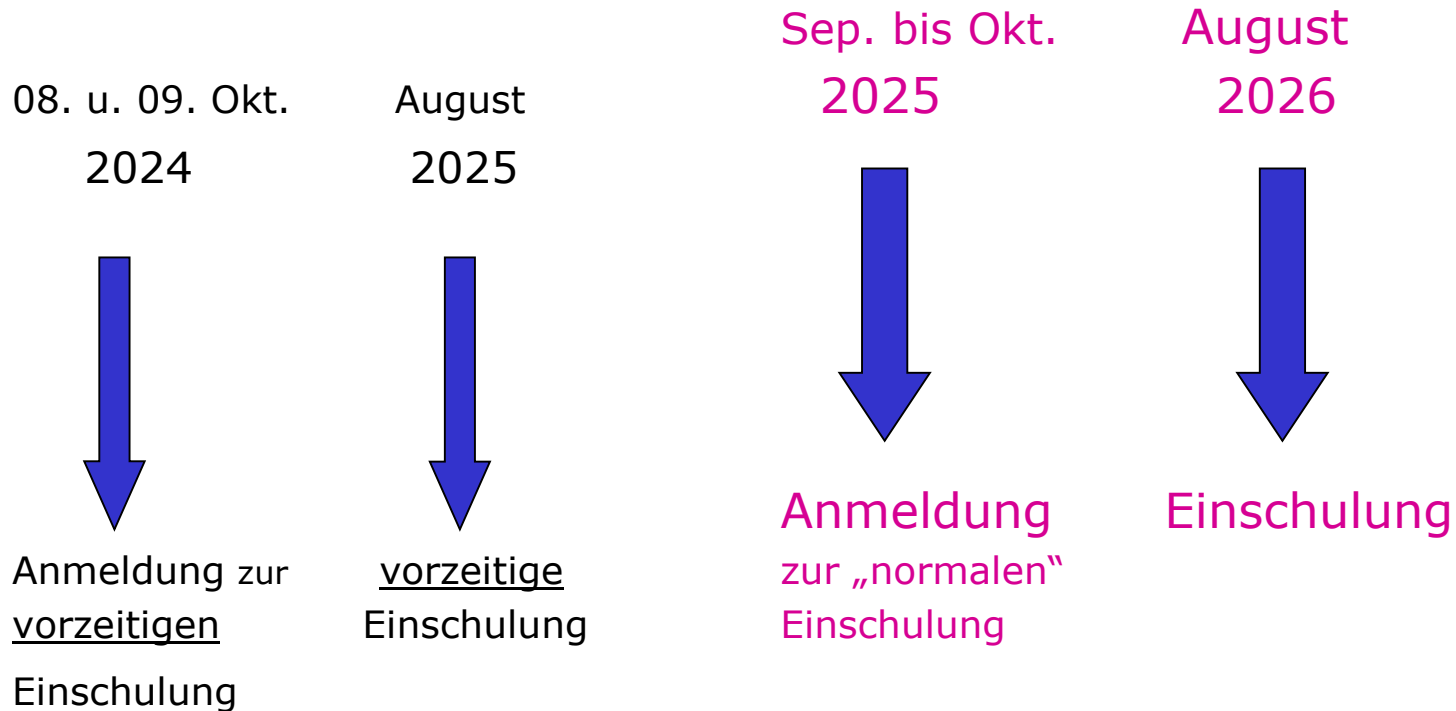 08. u. 09. Okt.
2024
Anmeldung zur
vorzeitigen
Einschulung
August
2025
vorzeitige
Einschulung
Sep. bis Okt.
2025
Anmeldung
zur „normalen“
Einschulung
August
2026
Einschulung